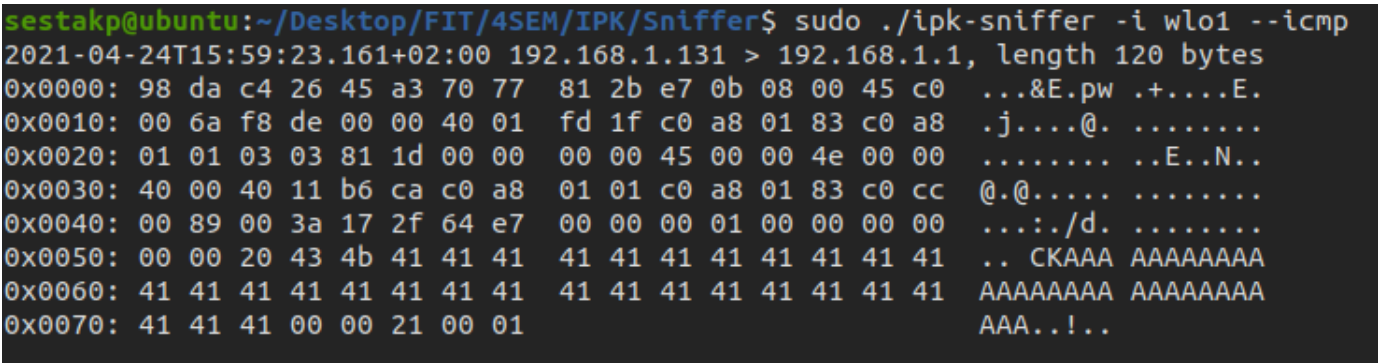 sestakp@ubuntu:~/Desktop/FIT/4SEM/IPK/Sniffer$ sudo ./ipk-sniffer -i wlo1 --icmp
2021-04-24T15:59:23.161+02:00 192.168.1.131 > 192.168.1.1, length 120 bytes
0x0000: 98 da c4 26 45 a3 70 77  81 2b e7 0b 08 00 45 c0  ...&E.pw .+....E.
0x0010: 00 6a f8 de 00 00 40 01  fd 1f c0 a8 01 83 c0 a8  .j....@. ........
0x0020: 01 01 03 03 81 1d 00 00  00 00 45 00 00 4e 00 00  ........ ..E..N..
0x0030: 40 00 40 11 b6 ca c0 a8  01 01 c0 a8 01 83 c0 cc  @.@..... ........
0x0040: 00 89 00 3a 17 2f 64 e7  00 00 00 01 00 00 00 00  ...:./d. ........
0x0050: 00 00 20 43 4b 41 41 41  41 41 41 41 41 41 41 41  .. CKAAA AAAAAAAA
0x0060: 41 41 41 41 41 41 41 41  41 41 41 41 41 41 41 41  AAAAAAAA AAAAAAAA
0x0070: 41 41 41 00 00 21 00 01                           AAA..!..